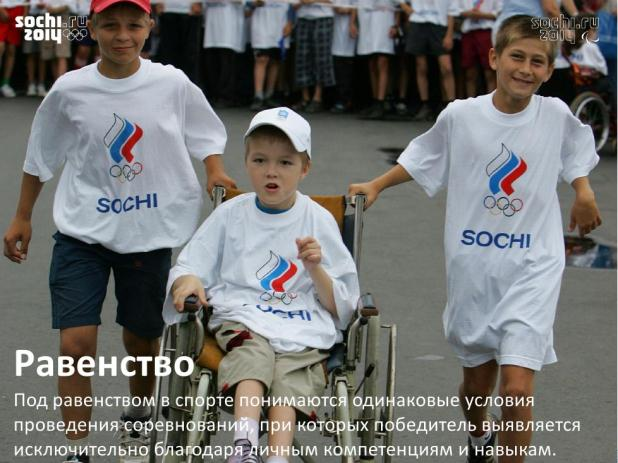 sochi.ru
2014
sochi.ru
2014
SOCHI
SOCHI
SOCHI
Равенство
Под равенством в спорте понимаются одинаковые условия
проведения соревнований, при которых победитель выявляется
исключительно благодаря личным компетенциям и навыкам.